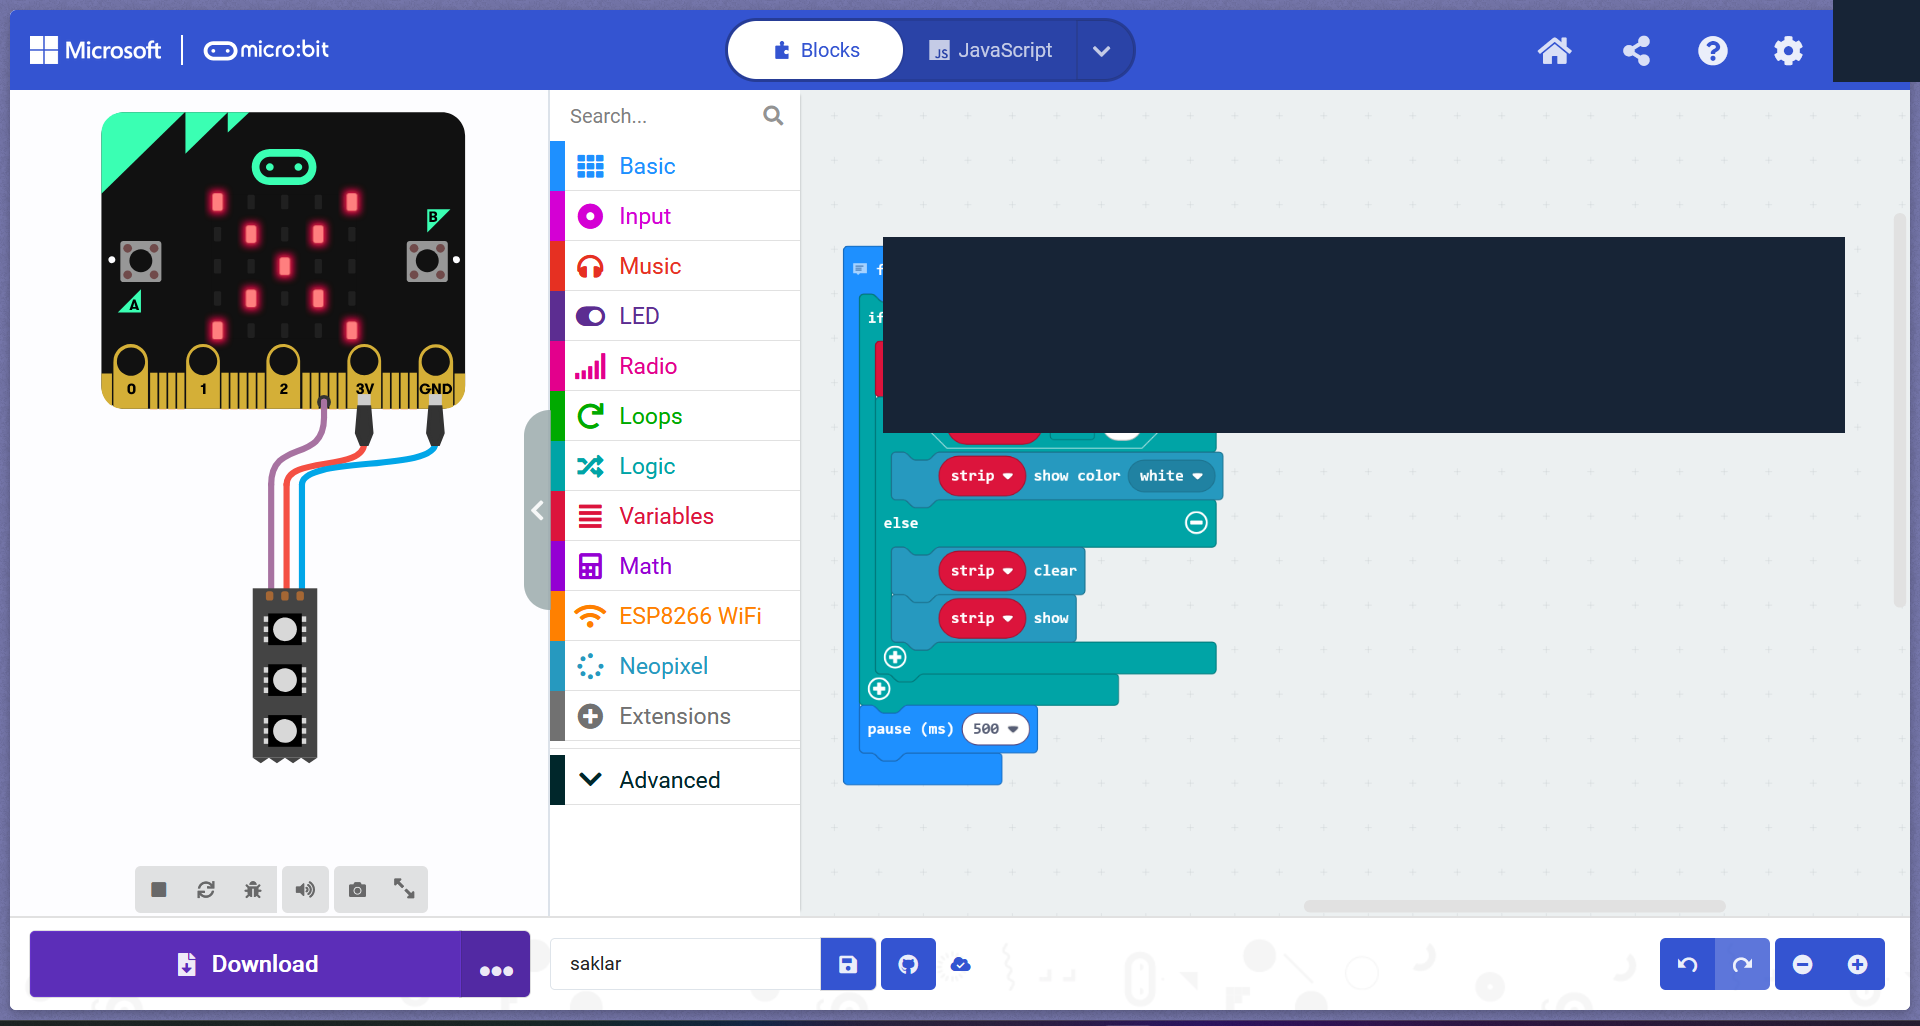 Microsoft
micro:bit
Blocks
JavaScript
B
A
0
1
2
3V
GND
Search...
Basic
Input
Music
LED
Radio
Loops
Logic
Variables
Math
ESP8266 WiFi
Neopixel
Extensions
Advanced
if
strip show color white
else
strip clear
strip show
pause (ms) 500
Download
saklar